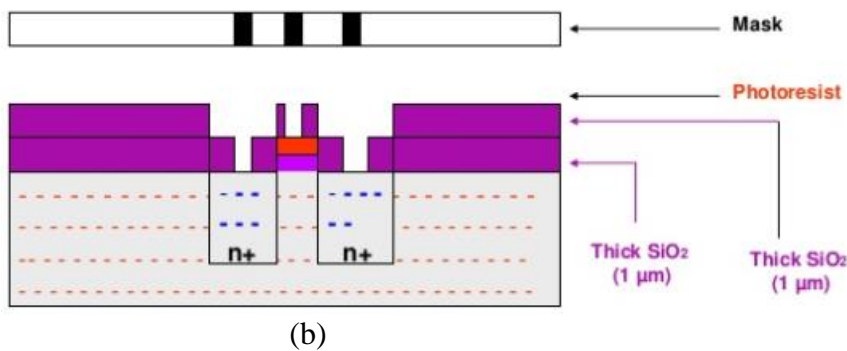 Mask
Photoresist
n+ n+
Thick SiO₂
(1 µm)
Thick SiO₂
(1 µm)
(b)